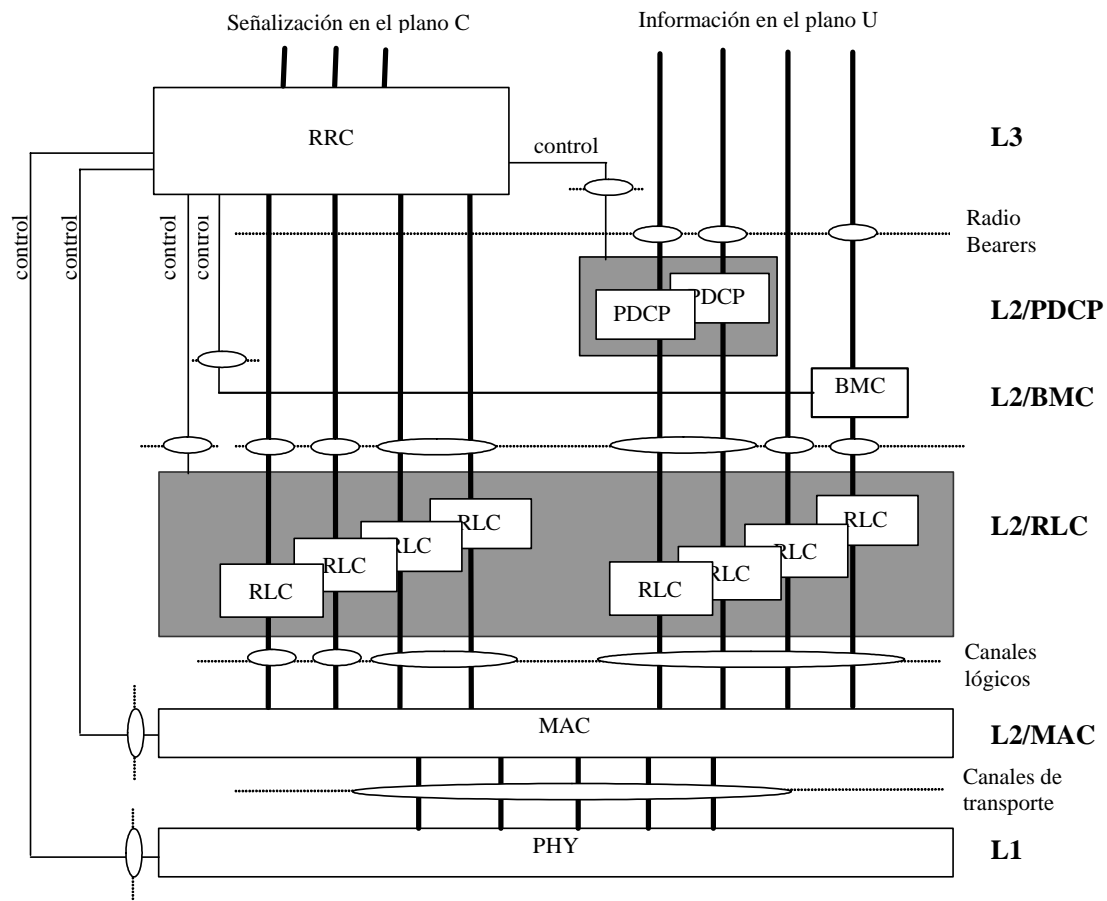 Señalización en el plano C
Información en el plano U
RRC
control
L3
control
control
control
control
Radio
Bearers
PDCP
PDCP
L2/PDCP
BMC
L2/BMC
RLC
RLC
RLC
RLC
RLC
RLC
RLC
RLC
L2/RLC
Canales
lógicos
MAC
L2/MAC
Canales de
transporte
PHY
L1